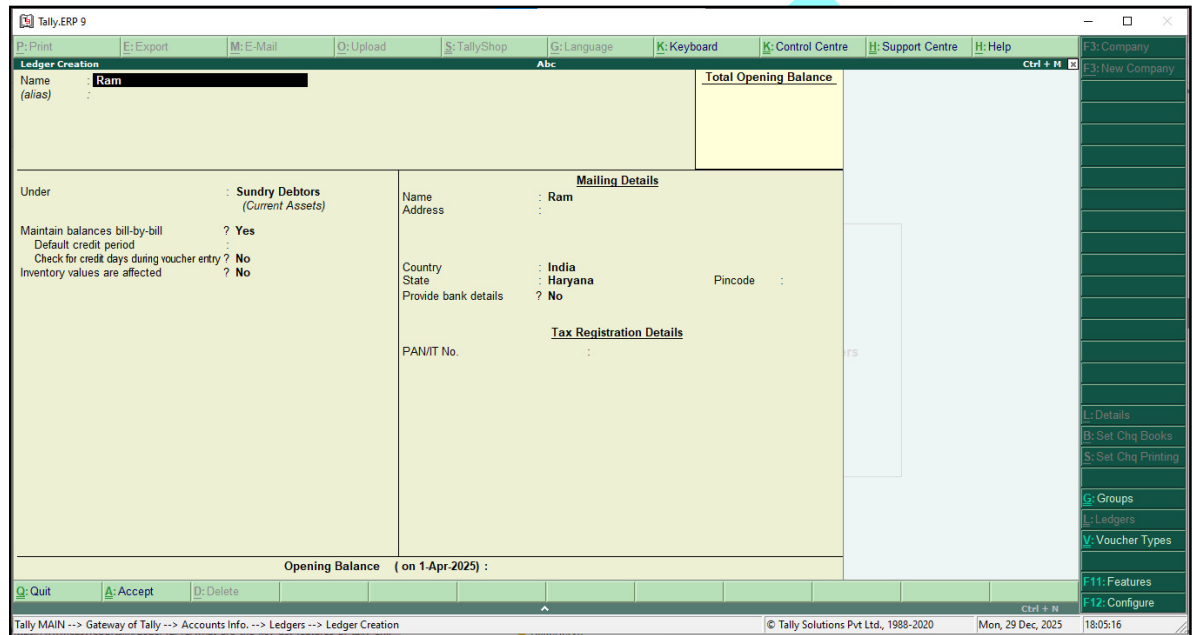 Tally.ERP 9
P: Print E: Export M: E-Mail O: Upload S: TallyShop G: Language K: Keyboard K: Control Centre H: Support Centre H: Help F3: Company
Ledger Creation Abc Ctrl + M
F3: New Company
Name : Ram
(alias) :
Total Opening Balance
Under : Sundry Debtors
(Current Assets)
Maintain balances bill-by-bill ? Yes
Default credit period :
Check for credit days during voucher entry ? No
Inventory values are affected ? No
Mailing Details
Name : Ram
Address :
Country : India
State : Haryana Pincode :
Provide bank details ? No
Tax Registration Details
PAN/IT No. :
L: Details
B: Set Chq Books
S: Set Chq Printing
G: Groups
L: Ledgers
V: Voucher Types
F11: Features
F12: Configure
Opening Balance ( on 1-Apr-2025) :
Q: Quit A: Accept D: Delete
Ctrl + N
Tally MAIN --> Gateway of Tally --> Accounts Info. --> Ledgers --> Ledger Creation © Tally Solutions Pvt Ltd., 1988-2020 Mon, 29 Dec, 2025 18:05:16